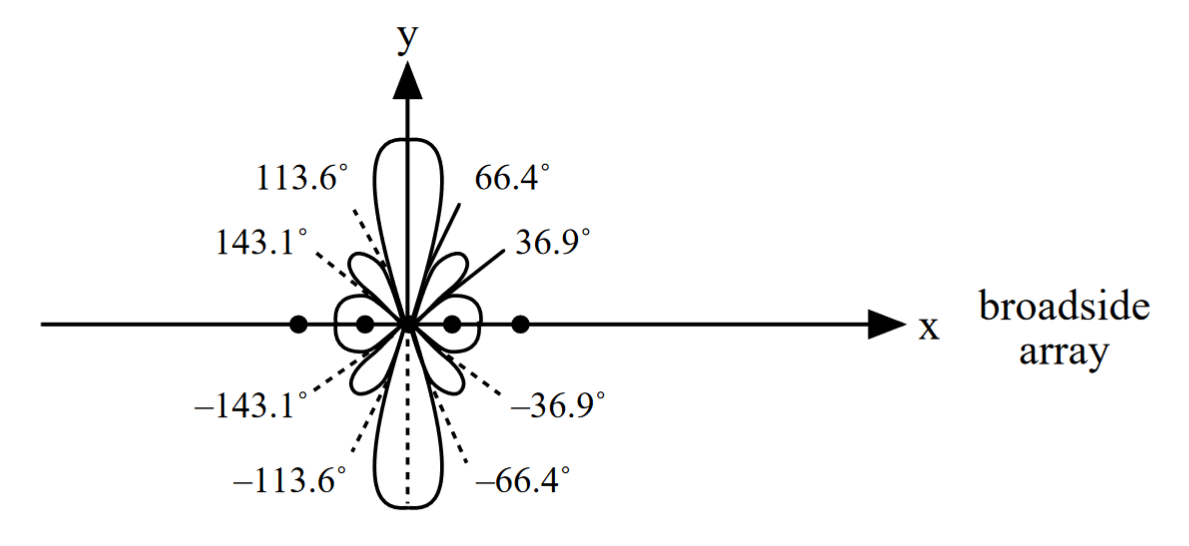 y
113.6° 66.4°
143.1° 36.9°
broadside
x
array
–143.1° –36.9°
–113.6° –66.4°